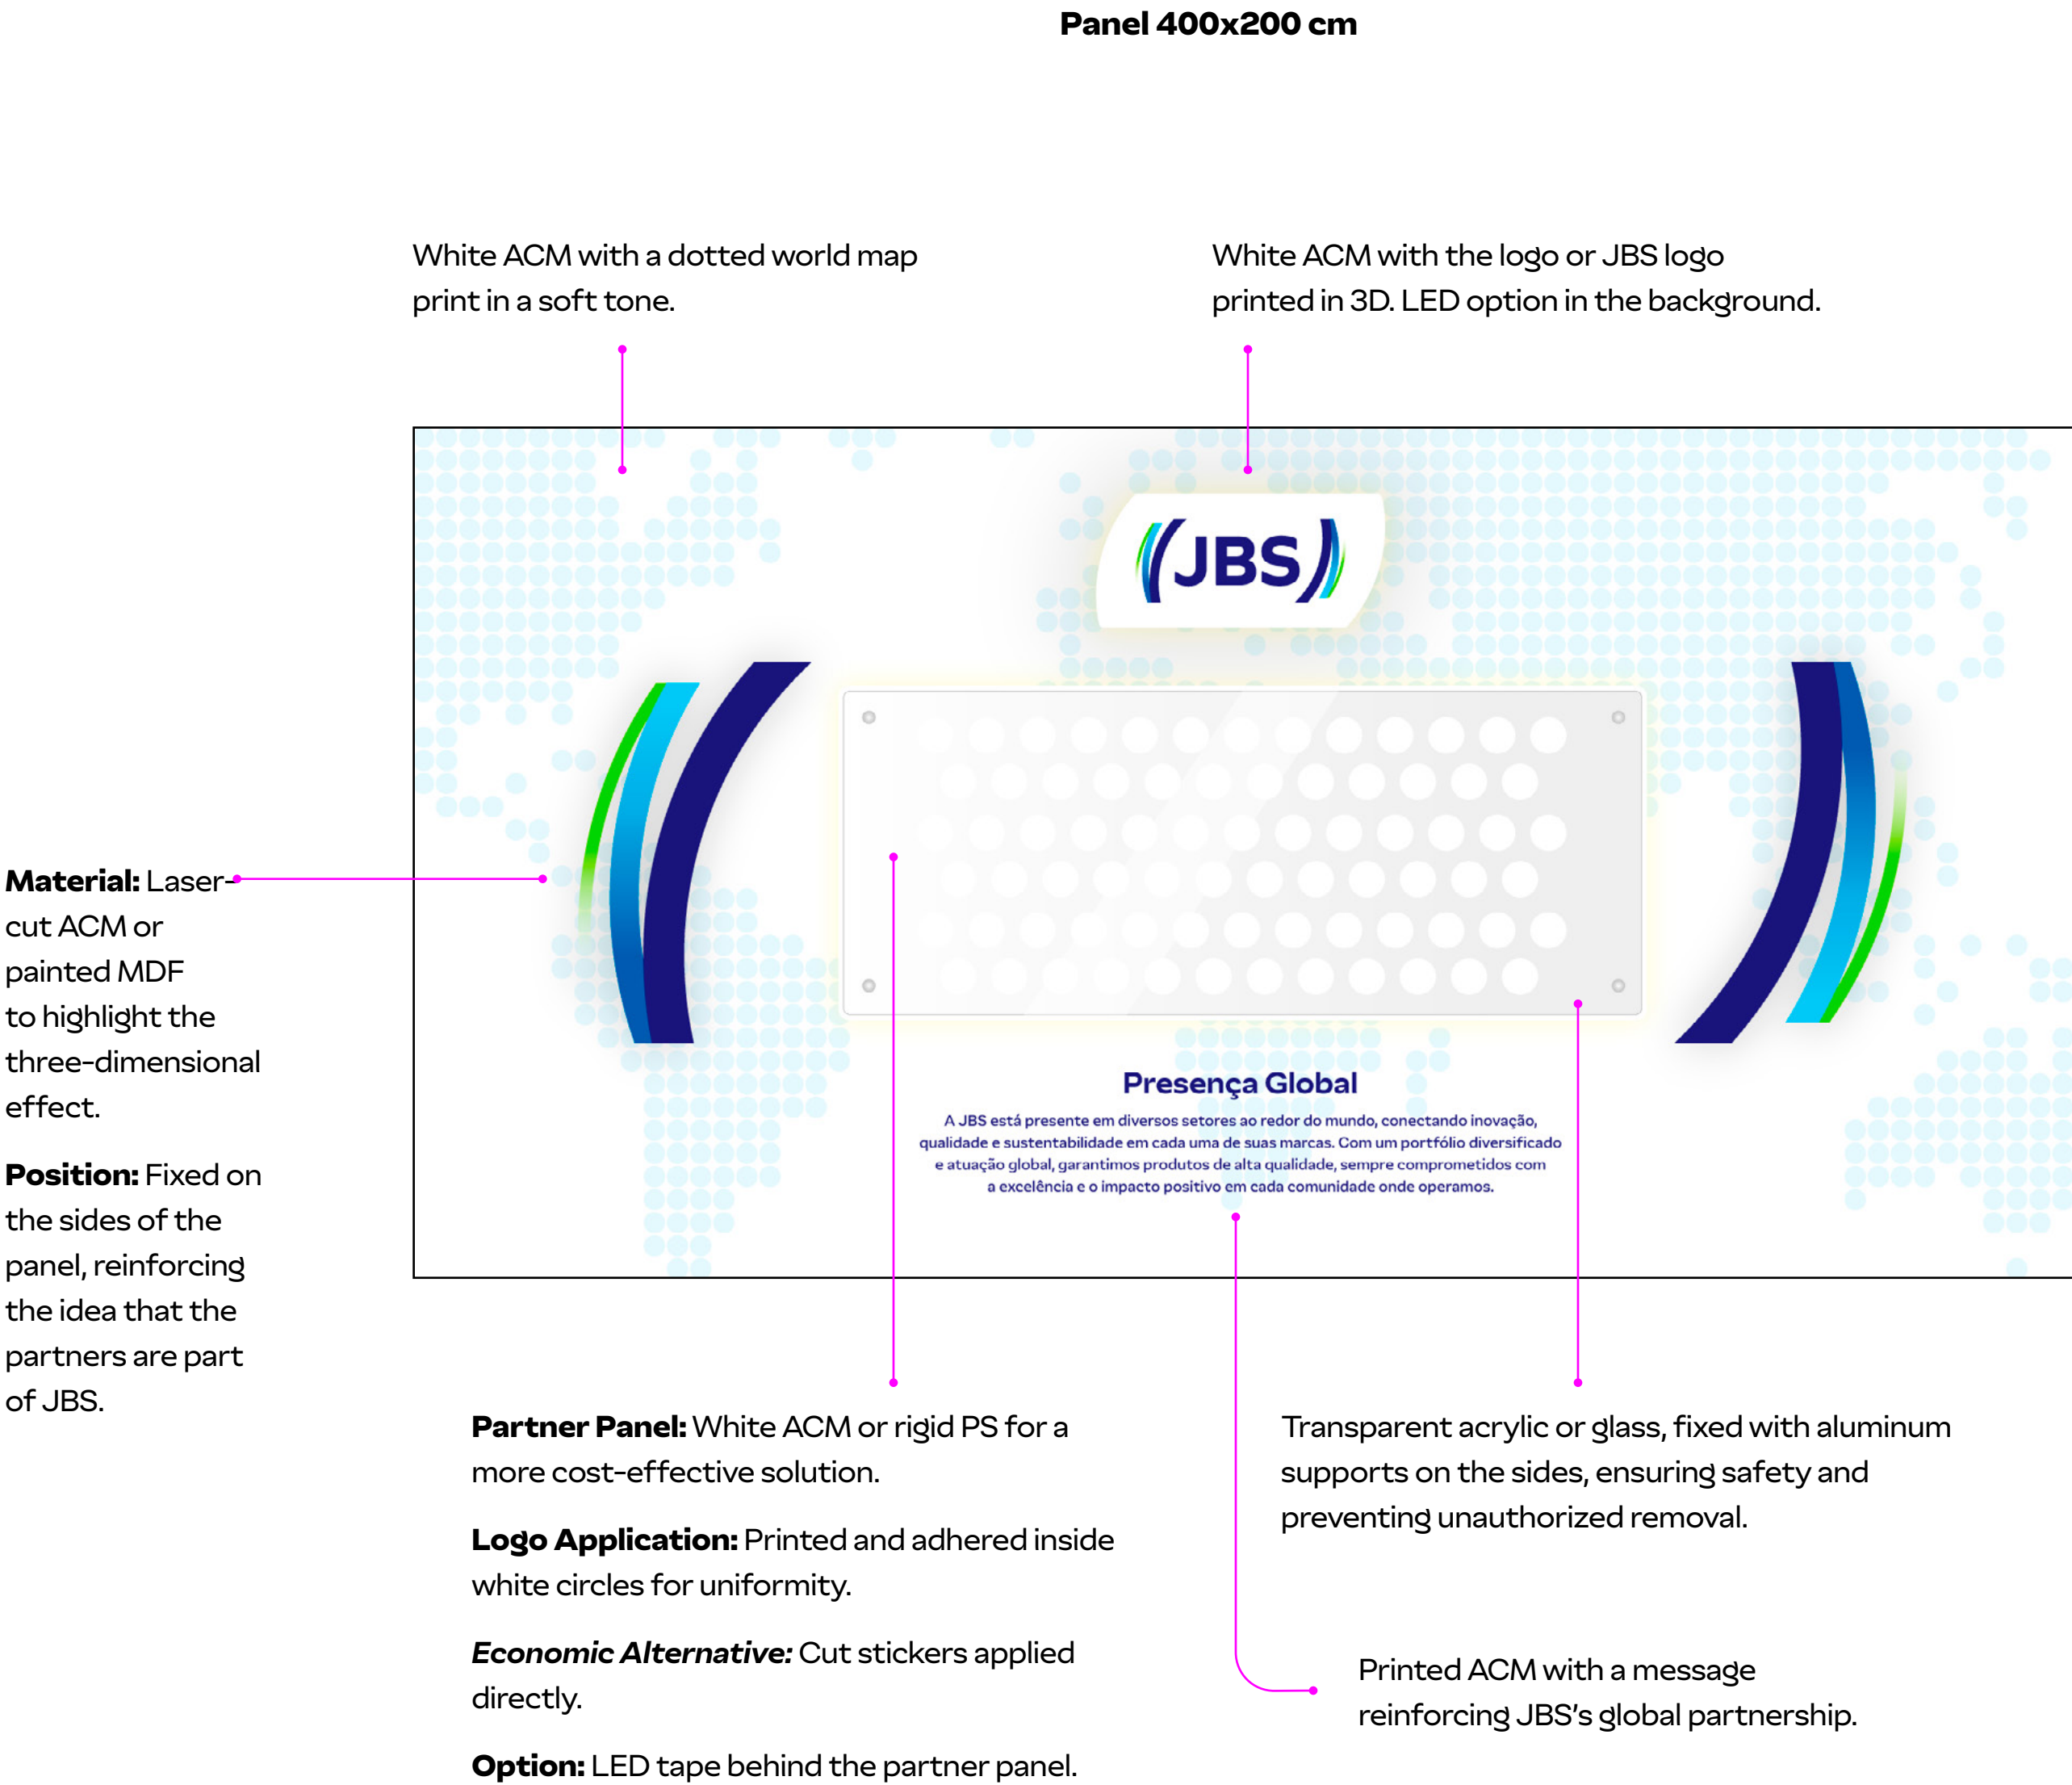 Panel 400x200 cm
White ACM with a dotted world map
print in a soft tone.
White ACM with the logo or JBS logo
printed in 3D. LED option in the background.
JBS
Material: Laser-
cut ACM or
painted MDF
to highlight the
three-dimensional
effect.
Position: Fixed on
the sides of the
panel, reinforcing
the idea that the
partners are part
of JBS.
Presença Global
A JBS está presente em diversos setores ao redor do mundo, conectando inovação,
qualidade e sustentabilidade em cada uma de suas marcas. Com um portfólio diversificado
e atuação global, garantimos produtos de alta qualidade, sempre comprometidos com
a excelência e o impacto positivo em cada comunidade onde operamos.
Partner Panel: White ACM or rigid PS for a
more cost-effective solution.
Logo Application: Printed and adhered inside
white circles for uniformity.
Economic Alternative: Cut stickers applied
directly.
Option: LED tape behind the partner panel.
Transparent acrylic or glass, fixed with aluminum
supports on the sides, ensuring safety and
preventing unauthorized removal.
Printed ACM with a message
reinforcing JBS's global partnership.